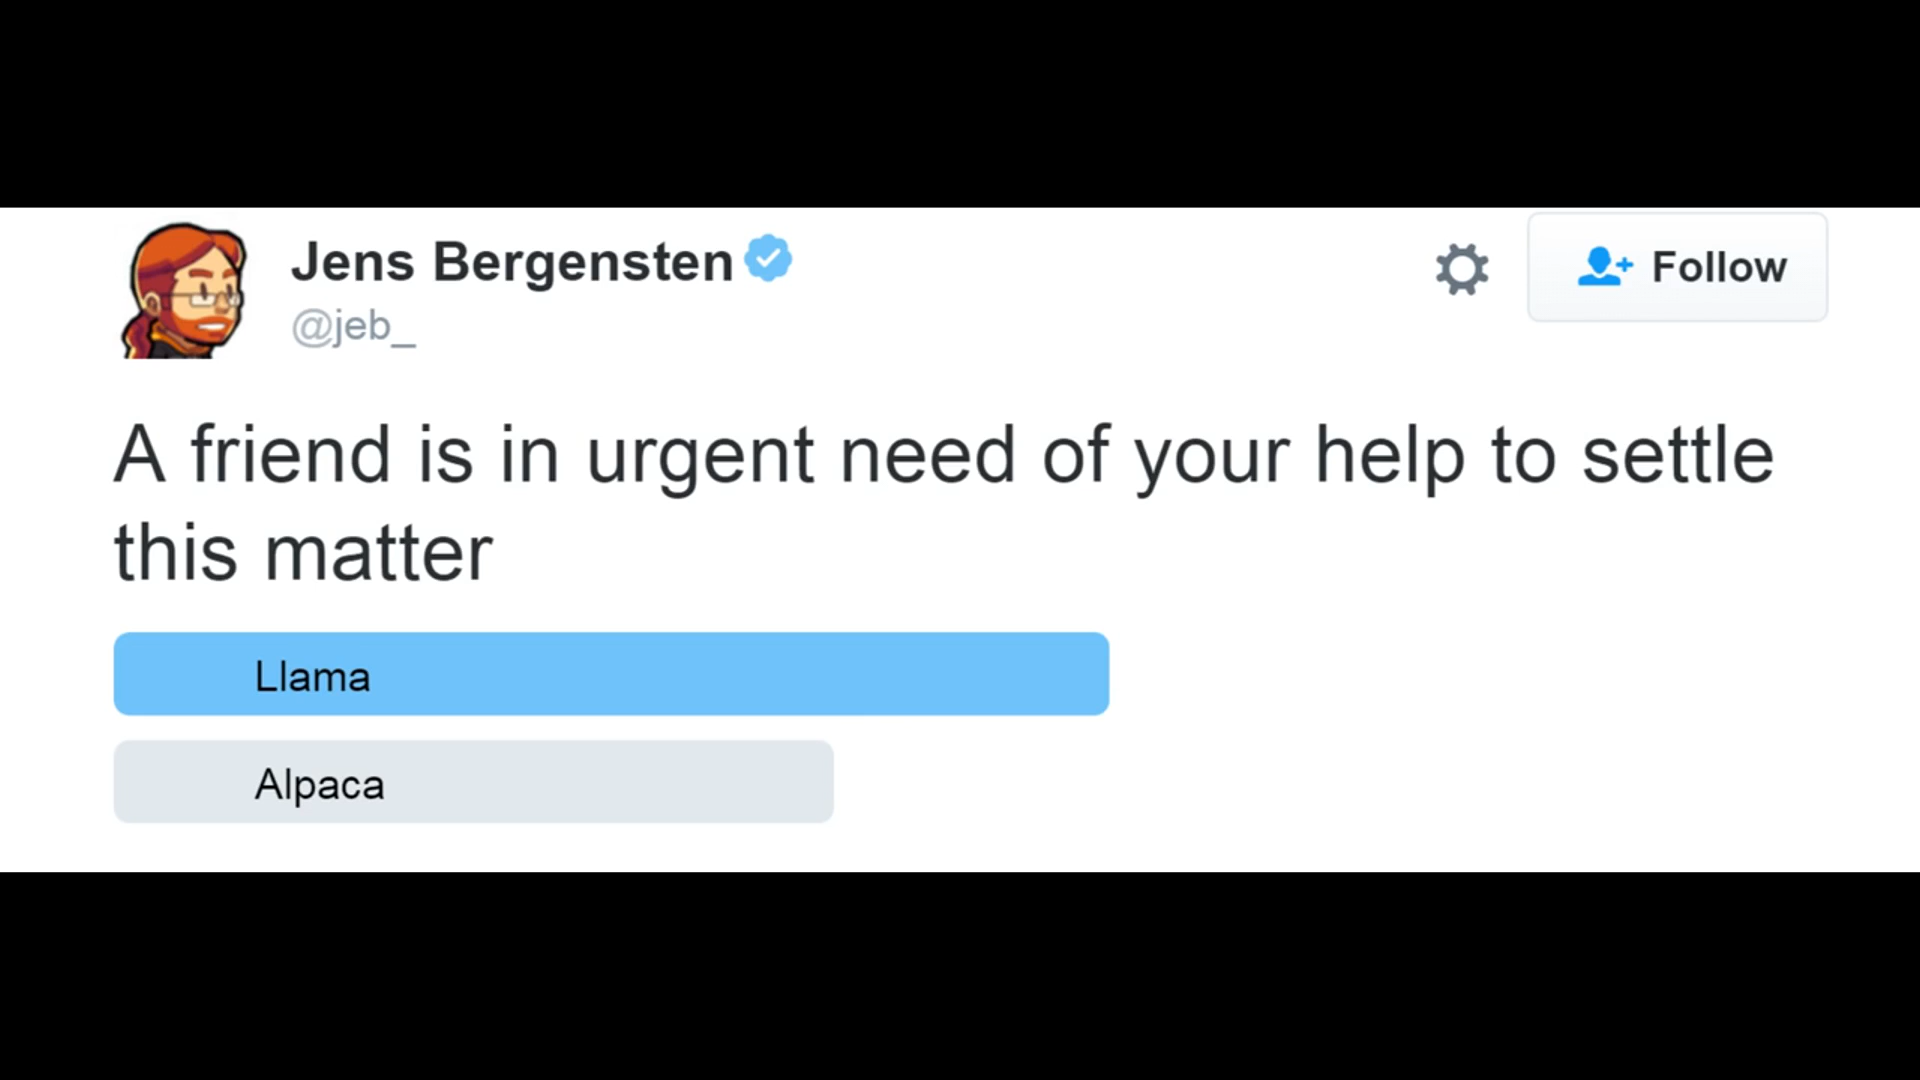 Jens Bergensten
@jeb_
Follow
A friend is in urgent need of your help to settle
this matter
Llama
Alpaca